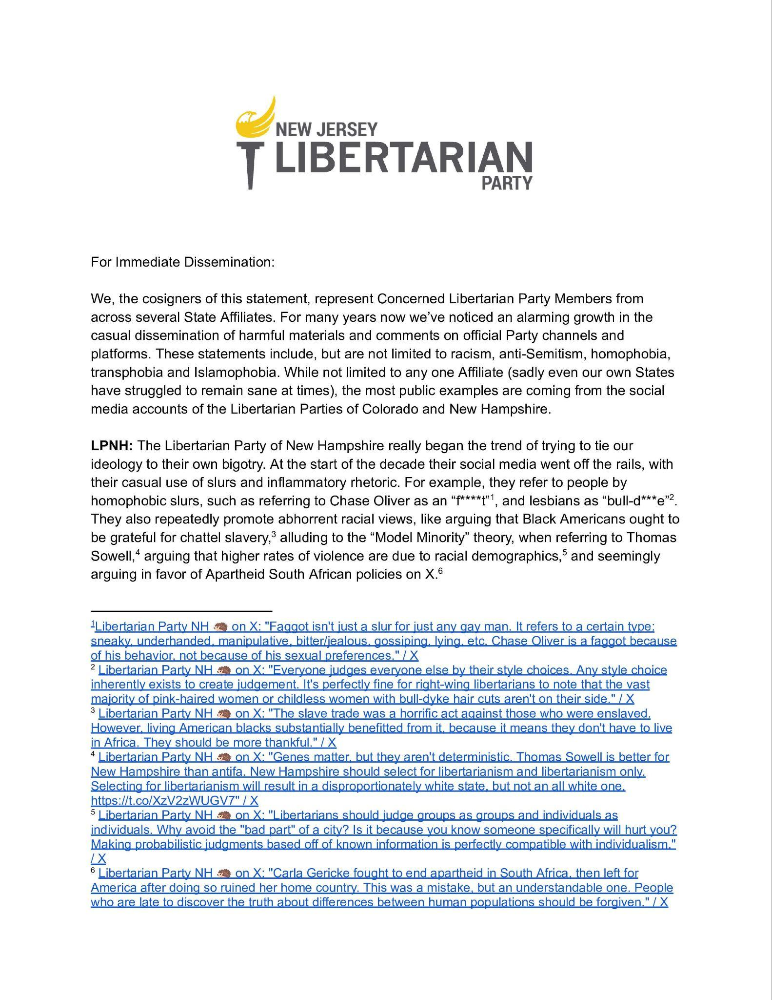 NEW JERSEY
LIBERTARIAN
PARTY
For Immediate Dissemination:
We, the cosigners of this statement, represent Concerned Libertarian Party Members from
across several State Affiliates. For many years now we’ve noticed an alarming growth in the
casual dissemination of harmful materials and comments on official Party channels and
platforms. These statements include, but are not limited to racism, anti-Semitism, homophobia,
transphobia and Islamophobia. While not limited to any one Affiliate (sadly even our own States
have struggled to remain sane at times), the most public examples are coming from the social
media accounts of the Libertarian Parties of Colorado and New Hampshire.
LPNH: The Libertarian Party of New Hampshire really began the trend of trying to tie our
ideology to their own bigotry. At the start of the decade their social media went off the rails, with
their casual use of slurs and inflammatory rhetoric. For example, they refer to people by
homophobic slurs, such as referring to Chase Oliver as an “f****t”¹, and lesbians as “bull-d***e”².
They also repeatedly promote abhorrent racial views, like arguing that Black Americans ought to
be grateful for chattel slavery,³ alluding to the “Model Minority” theory, when referring to Thomas
Sowell,⁴ arguing that higher rates of violence are due to racial demographics,⁵ and seemingly
arguing in favor of Apartheid South African policies on X.⁶
¹Libertarian Party NH 🦔 on X: "Faggot isn't just a slur for just any gay man. It refers to a certain type:
sneaky, underhanded, manipulative, bitter/jealous, gossiping, lying, etc. Chase Oliver is a faggot because
of his behavior, not because of his sexual preferences." / X
² Libertarian Party NH 🦔 on X: "Everyone judges everyone else by their style choices. Any style choice
inherently exists to create judgement. It's perfectly fine for right-wing libertarians to note that the vast
majority of pink-haired women or childless women with bull-dyke hair cuts aren't on their side." / X
³ Libertarian Party NH 🦔 on X: "The slave trade was a horrific act against those who were enslaved.
However, living American blacks substantially benefitted from it, because it means they don't have to live
in Africa. They should be more thankful." / X
⁴ Libertarian Party NH 🦔 on X: "Genes matter, but they aren't deterministic. Thomas Sowell is better for
New Hampshire than antifa. New Hampshire should select for libertarianism and libertarianism only.
Selecting for libertarianism will result in a disproportionately white state, but not an all white one.
https://t.co/XzV2zWUGV7" / X
⁵ Libertarian Party NH 🦔 on X: "Libertarians should judge groups as groups and individuals as
individuals. Why avoid the "bad part" of a city? Is it because you know someone specifically will hurt you?
Making probabilistic judgments based off of known information is perfectly compatible with individualism."
/ X
⁶ Libertarian Party NH 🦔 on X: "Carla Gericke fought to end apartheid in South Africa, then left for
America after doing so ruined her home country. This was a mistake, but an understandable one. People
who are late to discover the truth about differences between human populations should be forgiven." / X